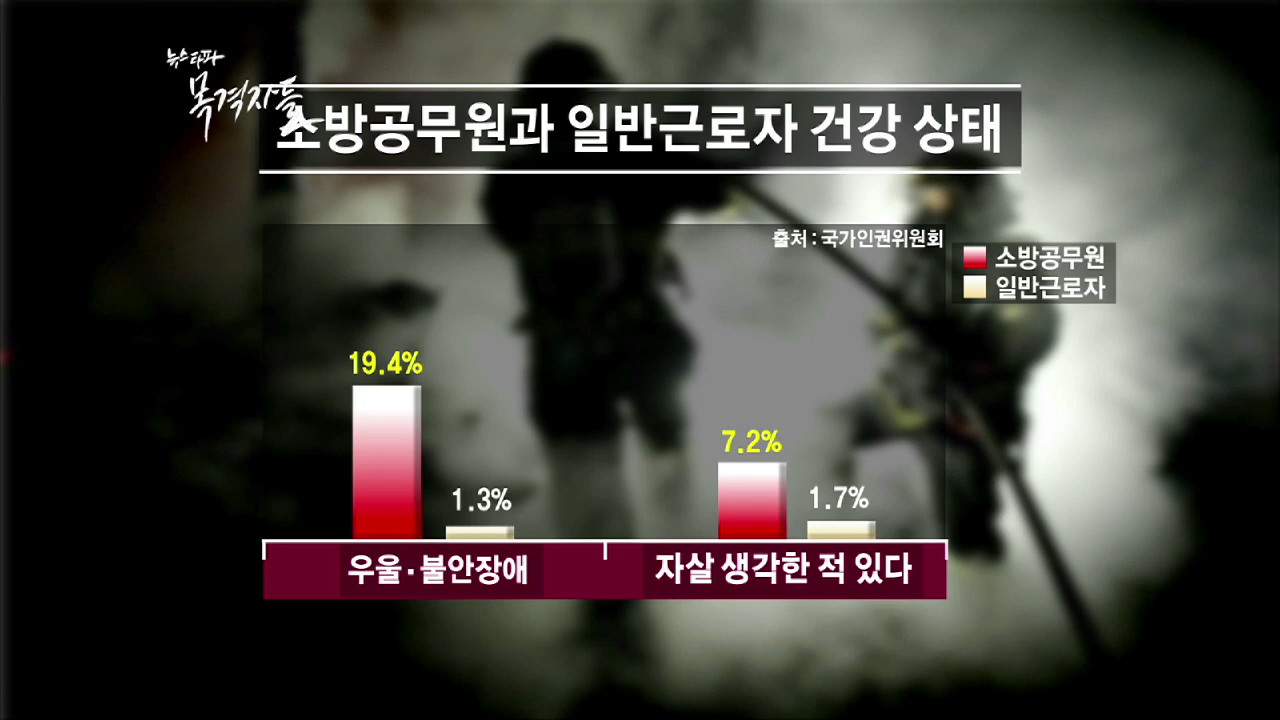 뉴스타파
목격자들
소방공무원과 일반근로자 건강 상태
출처 : 국가인권위원회
소방공무원
일반근로자
19.4%
1.3%
7.2%
1.7%
우울·불안장애
자살 생각한 적 있다